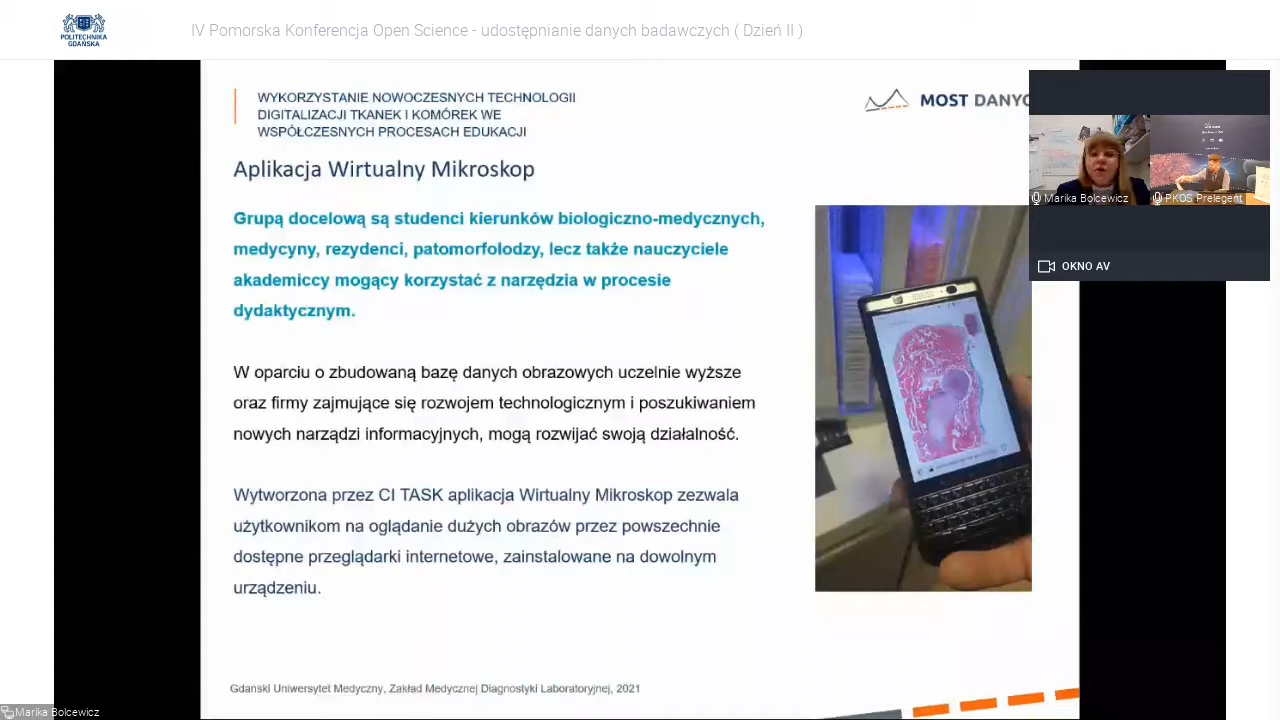 POLITECHNIKA
GDAŃSKA
IV Pomorska Konferencja Open Science - udostępnianie danych badawczych ( Dzień II )
WYKORZYSTANIE NOWOCZESNYCH TECHNOLOGII
DIGITALIZACJI TKANEK I KOMÓREK WE
WSPÓŁCZESNYCH PROCESACH EDUKACJI
MOST DANYC
Aplikacja Wirtualny Mikroskop
Grupą docelową są studenci kierunków biologiczno-medycznych,
medycyny, rezydenci, patomorfolodzy, lecz także nauczyciele
akademiccy mogący korzystać z narzędzia w procesie
dydaktycznym.
W oparciu o zbudowaną bazę danych obrazowych uczelnie wyższe
oraz firmy zajmujące się rozwojem technologicznym i poszukiwaniem
nowych narządzi informacyjnych, mogą rozwijać swoją działalność.
Wytworzona przez CI TASK aplikacja Wirtualny Mikroskop zezwala
użytkownikom na oglądanie dużych obrazów przez powszechnie
dostępne przeglądarki internetowe, zainstalowane na dowolnym
urządzeniu.
Gdański Uniwersytet Medyczny, Zakład Medycznej Diagnostyki Laboratoryjnej, 2021
Marika Bolcewicz
PKOS Prelegent
OKNO AV
Marika Bolcewicz